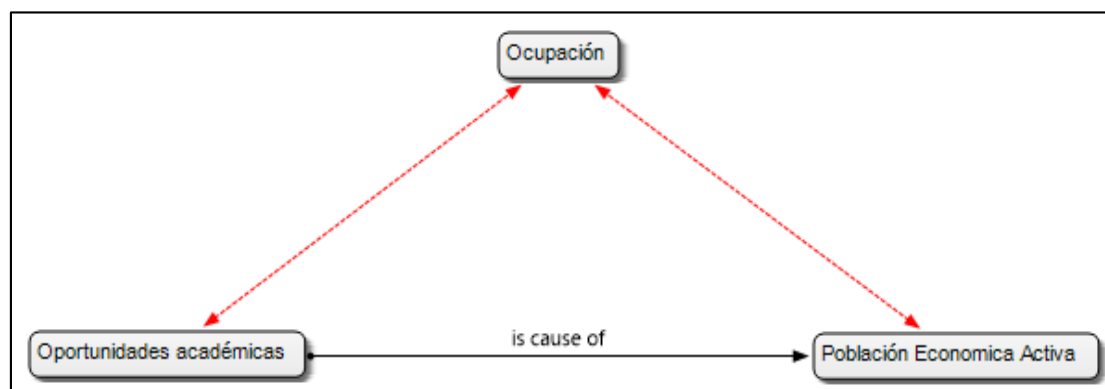 Ocupación
is cause of
Oportunidades académicas
Población Economica Activa